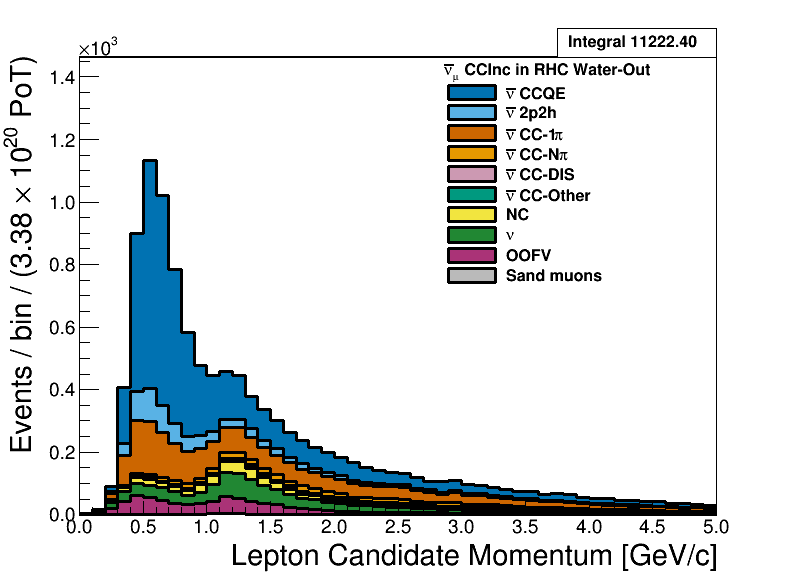 Integral 11222.40
×10³
ν̅μ CCInc in RHC Water-Out
ν̅ CCQE
ν̅ 2p2h
ν̅ CC-1π
ν̅ CC-Nπ
ν̅ CC-DIS
ν̅ CC-Other
NC
ν
OOFV
Sand muons
1.4
1.2
1.0
0.8
0.6
0.4
0.2
0.0
Events / bin / (3.38 × 10²⁰ PoT)
0.0 0.5 1.0 1.5 2.0 2.5 3.0 3.5 4.0 4.5 5.0
Lepton Candidate Momentum [GeV/c]